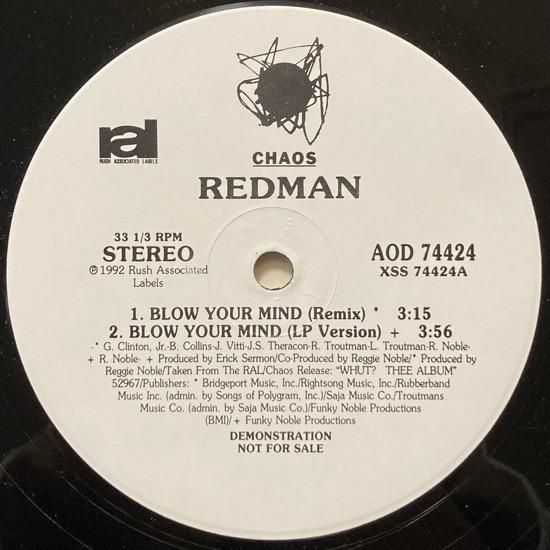 ral
RUSH ASSOCIATED LABELS
CHAOS
REDMAN
33 1/3 RPM
STEREO
℗ 1992 Rush Associated
Labels
AOD 74424
XSS 74424A
1. BLOW YOUR MIND (Remix) * 3:15
2. BLOW YOUR MIND (LP Version) + 3:56
-* G. Clinton, Jr.-B. Collins-J. Vitti-J.S. Theracon-R. Troutman-L. Troutman-R. Noble-
+ R. Noble- + Produced by Erick Sermon/Co-Produced by Reggie Noble/* Produced by
Reggie Noble/Taken From The RAL/Chaos Release: "WHUT? THEE ALBUM"
52967/Publishers: * Bridgeport Music, Inc./Rightsong Music, Inc./Rubberband
Music Inc. (admin. by Songs of Polygram, Inc.)/Saja Music Co./Troutmans
Music Co. (admin. by Saja Music Co.)/Funky Noble Productions
(BMI)/+ Funky Noble Productions
DEMONSTRATION
NOT FOR SALE